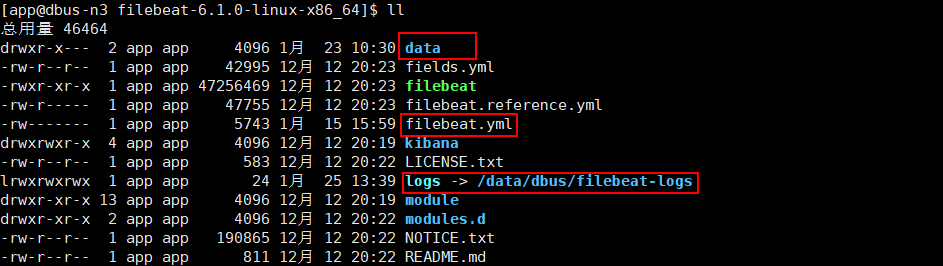 [app@dbus-n3 filebeat-6.1.0-linux-x86_64]$ ll
总用量 46464
drwxr-x--- 2 app app 4096 1月 23 10:30 data
-rw-r--r-- 1 app app 42995 12月 12 20:23 fields.yml
-rwxr-xr-x 1 app app 47256469 12月 12 20:23 filebeat
-rw-r----- 1 app app 47755 12月 12 20:23 filebeat.reference.yml
-rw------- 1 app app 5743 1月 15 15:59 filebeat.yml
drwxrwxr-x 4 app app 4096 12月 12 20:19 kibana
-rw-r--r-- 1 app app 583 12月 12 20:22 LICENSE.txt
lrwxrwxrwx 1 app app 24 1月 25 13:39 logs -> /data/dbus/filebeat-logs
drwxr-xr-x 13 app app 4096 12月 12 20:19 module
drwxr-xr-x 2 app app 4096 12月 12 20:22 modules.d
-rw-r--r-- 1 app app 190865 12月 12 20:22 NOTICE.txt
-rw-r--r-- 1 app app 811 12月 12 20:22 README.md